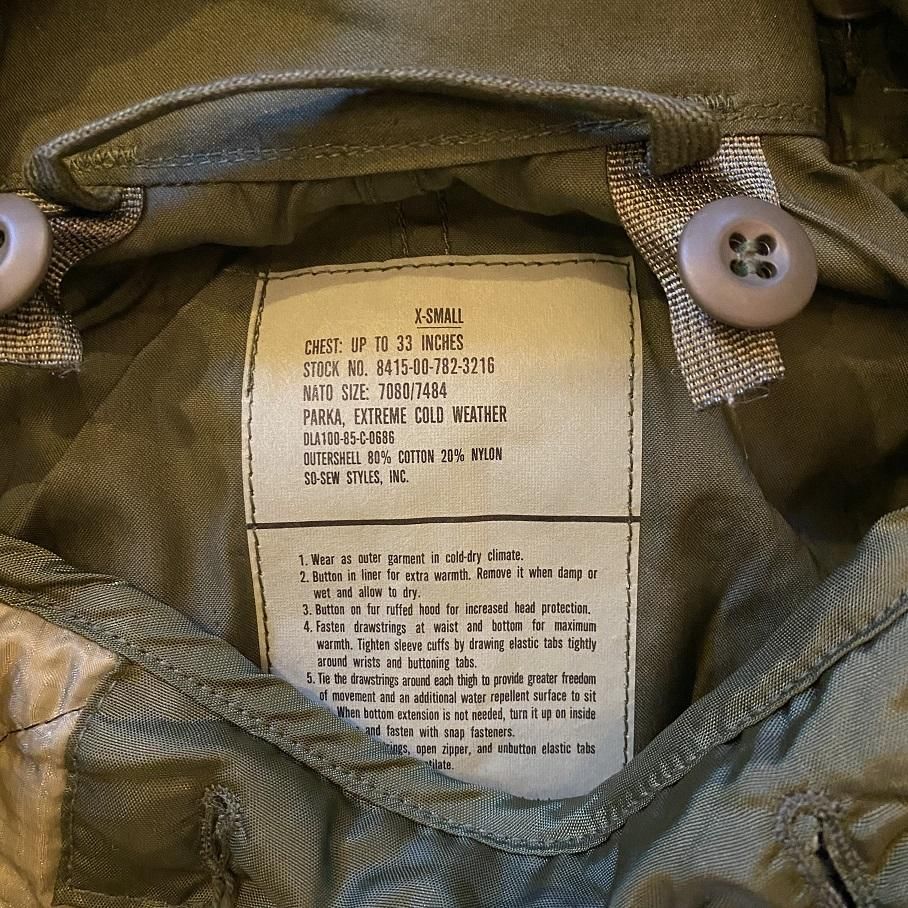 X-SMALL
CHEST: UP TO 33 INCHES
STOCK NO. 8415-00-782-3216
NATO SIZE: 7080/7484
PARKA, EXTREME COLD WEATHER
DLA100-85-C-0686
OUTERSHELL 80% COTTON 20% NYLON
SO-SEW STYLES, INC.
1. Wear as outer garment in cold-dry climate.
2. Button in liner for extra warmth. Remove it when damp or
wet and allow to dry.
3. Button on fur ruffed hood for increased head protection.
4. Fasten drawstrings at waist and bottom for maximum
warmth. Tighten sleeve cuffs by drawing elastic tabs tightly
around wrists and buttoning tabs.
5. Tie the drawstrings around each thigh to provide greater freedom
of movement and an additional water repellent surface to sit
When bottom extension is not needed, turn it up on inside
and fasten with snap fasteners.
open zipper, and unbutton elastic tabs